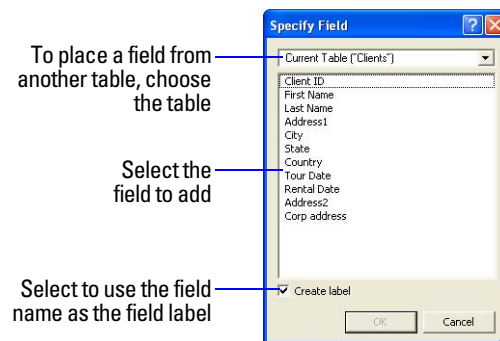 Specify Field
To place a field from
another table, choose
the table
Current Table ("Clients")
Client ID
First Name
Last Name
Address1
City
State
Country
Tour Date
Rental Date
Address2
Corp address
Select the
field to add
Select to use the field
name as the field label
Create label
OK
Cancel